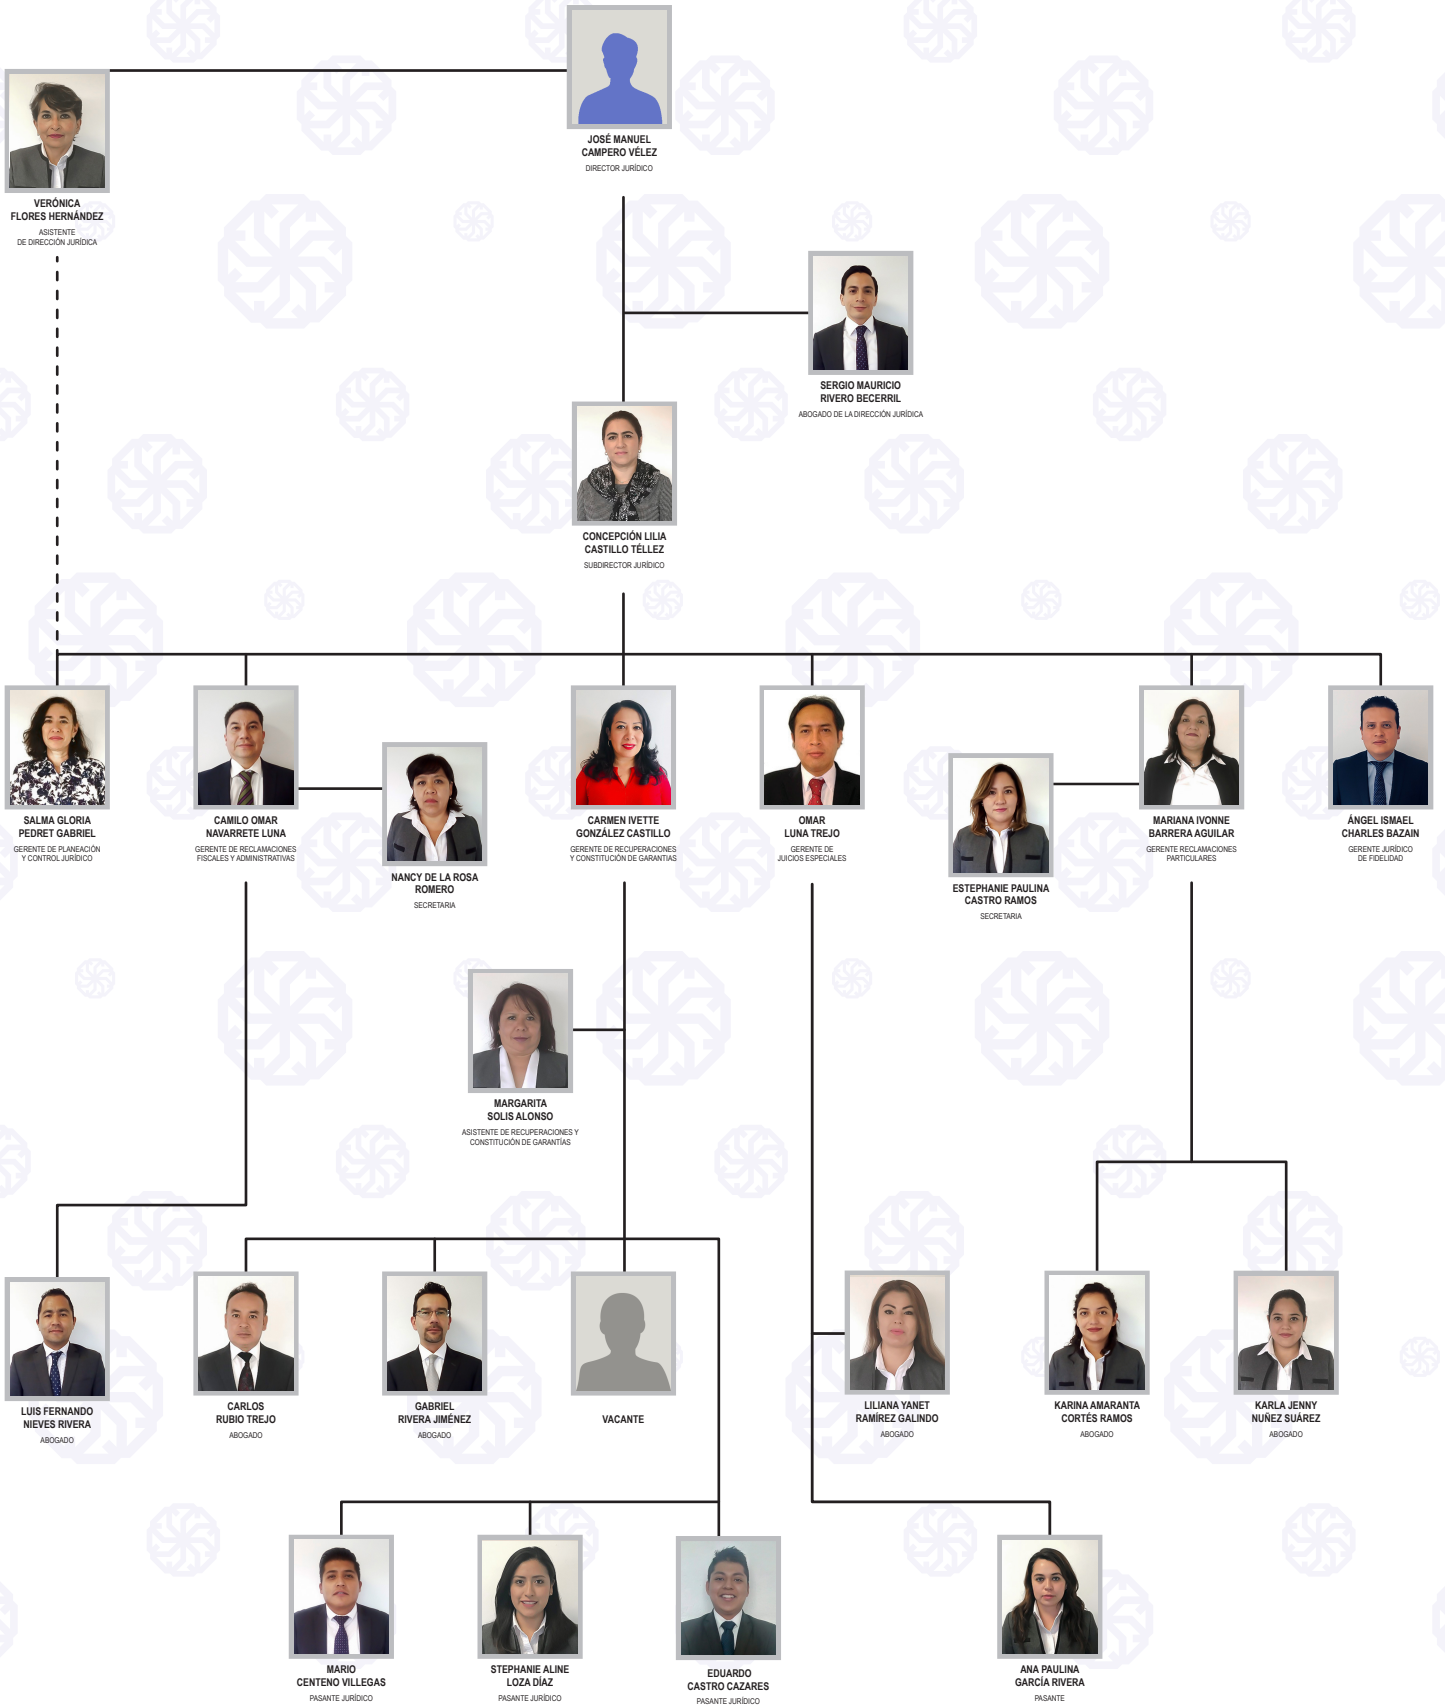 JOSÉ MANUEL
CAMPERO VÉLEZ
DIRECTOR JURÍDICO
VERÓNICA
FLORES HERNÁNDEZ
ASISTENTE
DE DIRECCIÓN JURÍDICA
SERGIO MAURICIO
RIVERO BECERRIL
ABOGADO DE LA DIRECCIÓN JURÍDICA
CONCEPCIÓN LILIA
CASTILLO TÉLLEZ
SUBDIRECTOR JURÍDICO
SALMA GLORIA
PEDRET GABRIEL
GERENTE DE PLANEACIÓN
Y CONTROL JURÍDICO
CAMILO OMAR
NAVARRETE LUNA
GERENTE DE RECLAMACIONES
FISCALES Y ADMINISTRATIVAS
NANCY DE LA ROSA
ROMERO
SECRETARIA
CARMEN IVETTE
GONZÁLEZ CASTILLO
GERENTE DE RECUPERACIONES
Y CONSTITUCIÓN DE GARANTIAS
OMAR
LUNA TREJO
GERENTE DE
JUICIOS ESPECIALES
ESTEPHANIE PAULINA
CASTRO RAMOS
SECRETARIA
MARIANA IVONNE
BARRERA AGUILAR
GERENTE RECLAMACIONES
PARTICULARES
ÁNGEL ISMAEL
CHARLES BAZAIN
GERENTE JURÍDICO
DE FIDELIDAD
MARGARITA
SOLIS ALONSO
ASISTENTE DE RECUPERACIONES Y
CONSTITUCIÓN DE GARANTÍAS
LUIS FERNANDO
NIEVES RIVERA
ABOGADO
CARLOS
RUBIO TREJO
ABOGADO
GABRIEL
RIVERA JIMÉNEZ
ABOGADO
VACANTE
LILIANA YANET
RAMÍREZ GALINDO
ABOGADO
KARINA AMARANTA
CORTÉS RAMOS
ABOGADO
KARLA JENNY
NUÑEZ SUÁREZ
ABOGADO
MARIO
CENTENO VILLEGAS
PASANTE JURÍDICO
STEPHANIE ALINE
LOZA DÍAZ
PASANTE JURÍDICO
EDUARDO
CASTRO CAZARES
PASANTE JURÍDICO
ANA PAULINA
GARCÍA RIVERA
PASANTE